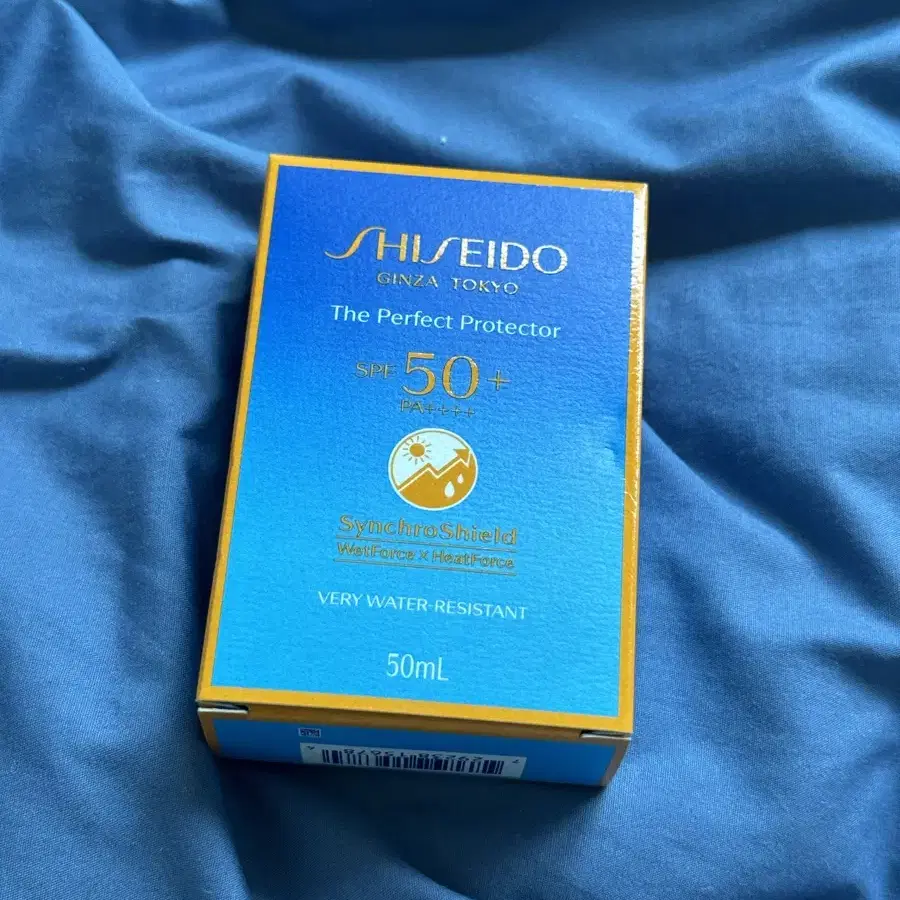 SHISEIDO
GINZA TOKYO
The Perfect Protector
SPF 50+
PA++++
SynchroShield
WetForce x HeatForce
VERY WATER-RESISTANT
50mL